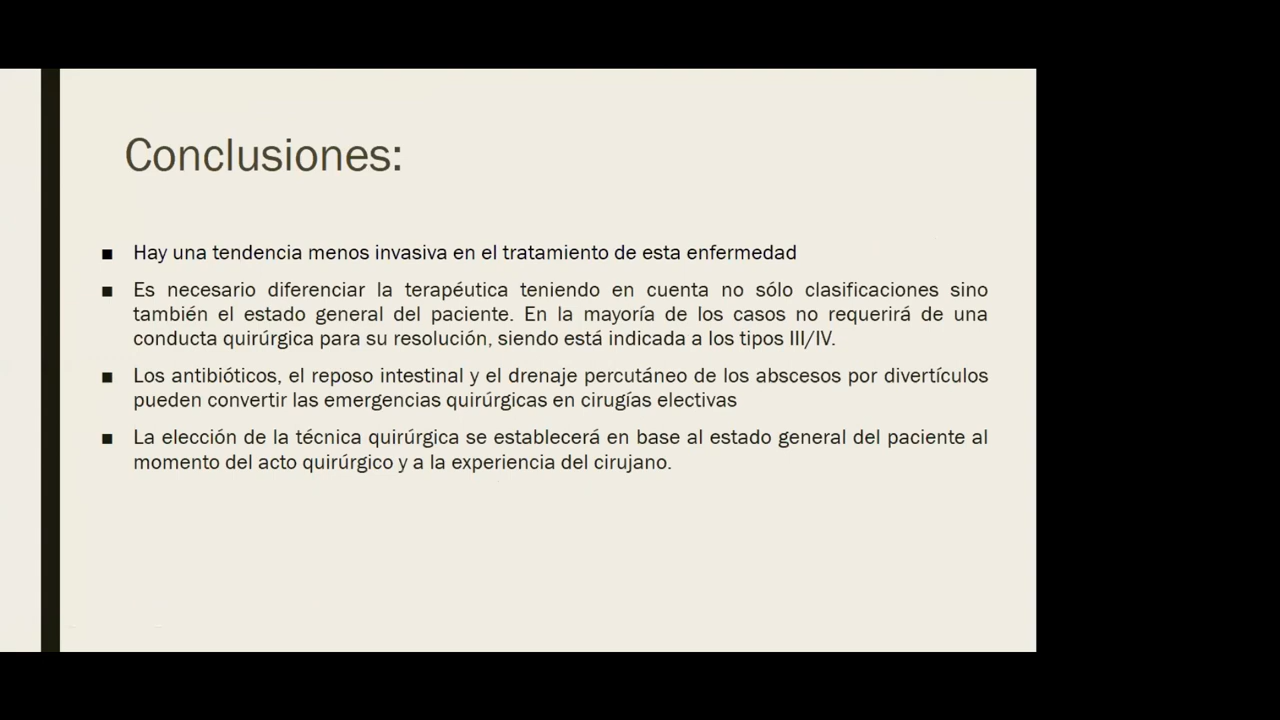 Conclusiones:
■ Hay una tendencia menos invasiva en el tratamiento de esta enfermedad
■ Es necesario diferenciar la terapéutica teniendo en cuenta no sólo clasificaciones sino
también el estado general del paciente. En la mayoría de los casos no requerirá de una
conducta quirúrgica para su resolución, siendo está indicada a los tipos III/IV.
■ Los antibióticos, el reposo intestinal y el drenaje percutáneo de los abscesos por divertículos
pueden convertir las emergencias quirúrgicas en cirugías electivas
■ La elección de la técnica quirúrgica se establecerá en base al estado general del paciente al
momento del acto quirúrgico y a la experiencia del cirujano.